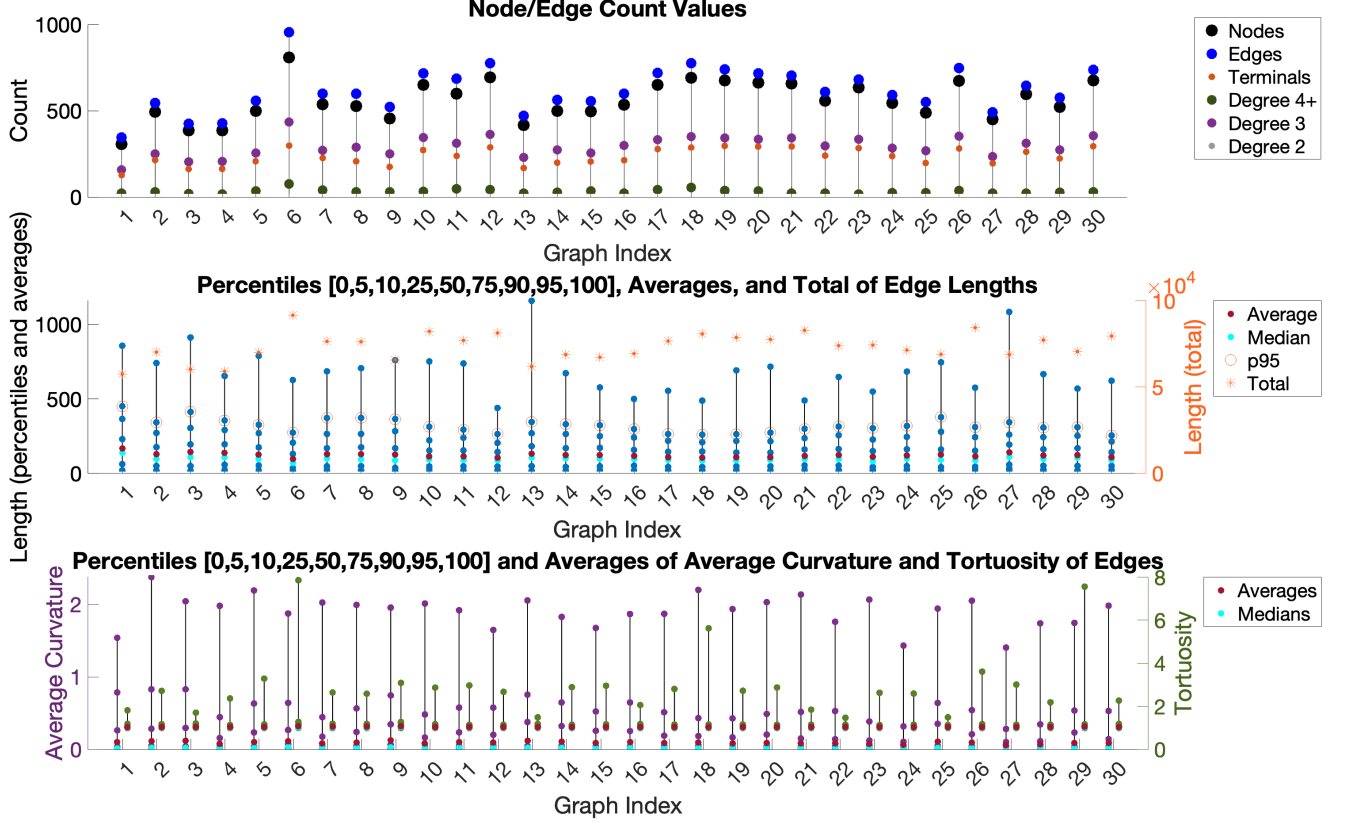 Node/Edge Count Values
1000
500
0
Count
1 2 3 4 5 6 7 8 9 10 11 12 13 14 15 16 17 18 19 20 21 22 23 24 25 26 27 28 29 30
Graph Index
Nodes
Edges
Terminals
Degree 4+
Degree 3
Degree 2
Percentiles [0,5,10,25,50,75,90,95,100], Averages, and Total of Edge Lengths
Length (percentiles and averages)
1000
500
0
×10⁴
10
5
0
Length (total)
1 2 3 4 5 6 7 8 9 10 11 12 13 14 15 16 17 18 19 20 21 22 23 24 25 26 27 28 29 30
Graph Index
Average
Median
p95
Total
Percentiles [0,5,10,25,50,75,90,95,100] and Averages of Average Curvature and Tortuosity of Edges
Average Curvature
2
1
0
8
6
4
2
0
Tortuosity
1 2 3 4 5 6 7 8 9 10 11 12 13 14 15 16 17 18 19 20 21 22 23 24 25 26 27 28 29 30
Graph Index
Averages
Medians